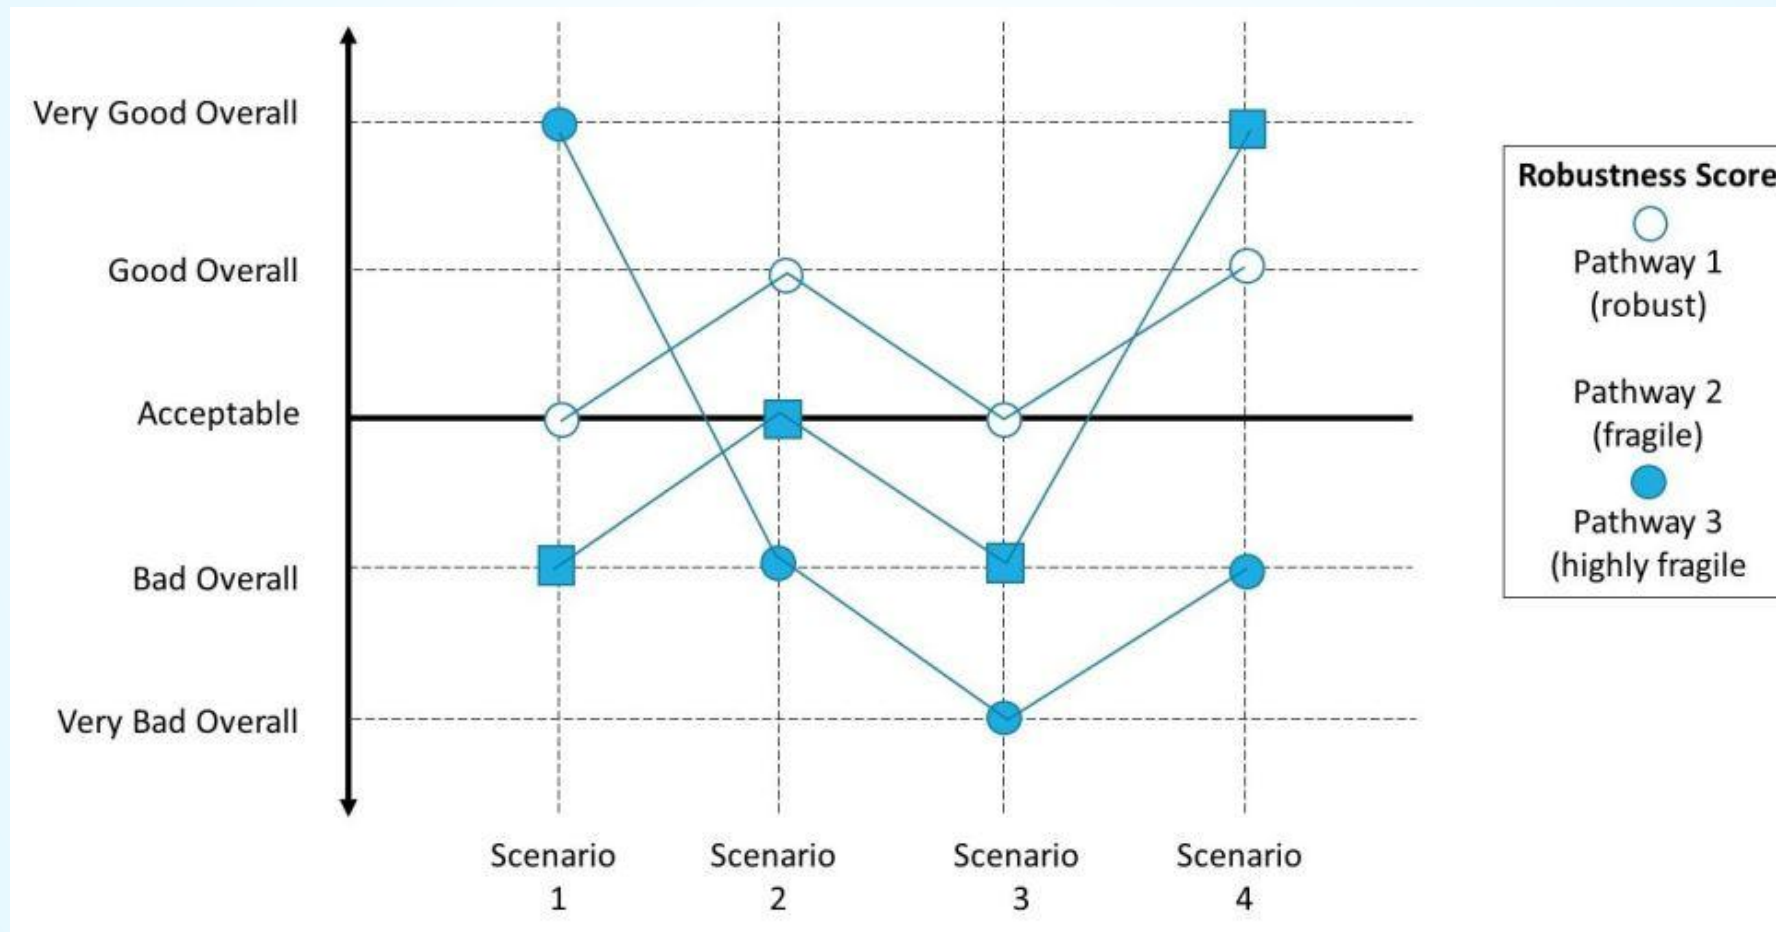 Very Good Overall
Good Overall
Acceptable
Bad Overall
Very Bad Overall
Scenario
1
Scenario
2
Scenario
3
Scenario
4
Robustness Score
Pathway 1
(robust)
Pathway 2
(fragile)
Pathway 3
(highly fragile